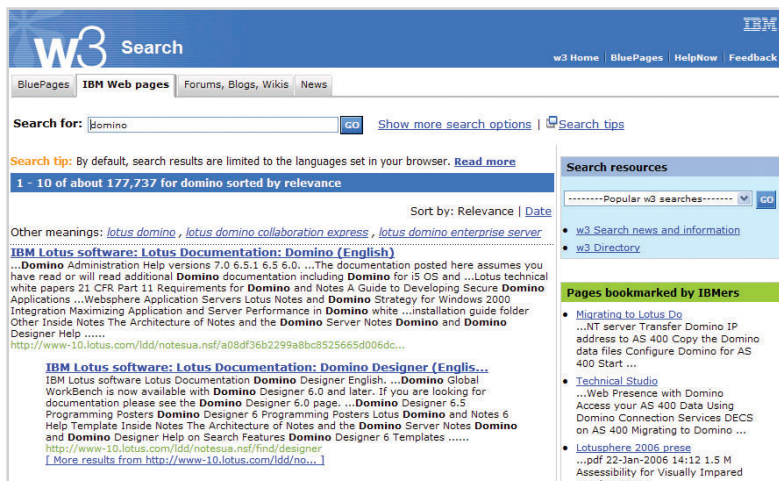 IBM
w3 Search
w3 Home | BluePages | HelpNow | Feedback
BluePages | IBM Web pages | Forums, Blogs, Wikis | News
Search for: domino GO Show more search options | Search tips
Search tip: By default, search results are limited to the languages set in your browser. Read more
1 - 10 of about 177,737 for domino sorted by relevance
Sort by: Relevance | Date
Other meanings: lotus domino , lotus domino collaboration express , lotus domino enterprise server
IBM Lotus software: Lotus Documentation: Domino (English)
...Domino Administration Help versions 7.0 6.5.1 6.5 6.0. ...The documentation posted here assumes you
have read or will read additional Domino documentation including Domino for i5 OS and ...Lotus technical
white papers 21 CFR Part 11 Requirements for Domino and Notes A Guide to Developing Secure Domino
Applications ...Websphere Application Servers Lotus Notes and Domino Strategy for Windows 2000
Integration Maximizing Application and Server Performance in Domino white ...installation guide folder
Other Inside Notes The Architecture of Notes and the Domino Server Notes Domino and Domino
Designer Help ......
http://www-10.lotus.com/ldd/notesua.nsf/a08df36b2299a8bc8525665d006dc...
IBM Lotus software: Lotus Documentation: Domino Designer (Englis...
IBM Lotus software Lotus Documentation Domino Designer English. ...Domino Global
WorkBench is now available with Domino Designer 6.0 and later. If you are looking for
documentation please see the Domino Designer 6.0 page. ...Domino Designer 6.5
Programming Posters Domino Designer 6 Programming Posters Lotus Domino and Notes 6
Help Template Inside Notes The Architecture of Notes and the Domino Server Notes Domino
and Domino Designer Help on Search Features Domino Designer 6 Templates ......
http://www-10.lotus.com/ldd/notesua.nsf/find/designer
[ More results from http://www-10.lotus.com/ldd/no... ]
Search resources
--------Popular w3 searches------- GO
• w3 Search news and information
• w3 Directory
Pages bookmarked by IBMers
• Migrating to Lotus Do
...NT server Transfer Domino IP
address to AS 400 Copy the Domino
data files Configure Domino for AS
400 Start ...
• Technical Studio
...Web Presence with Domino
Access your AS 400 Data Using
Domino Connection Services DECS
on AS 400 Migrating to Domino ...
• Lotusphere 2006 prese
...pdf 22-Jan-2006 14:12 1.5 M
Assessibility for Visually Impared